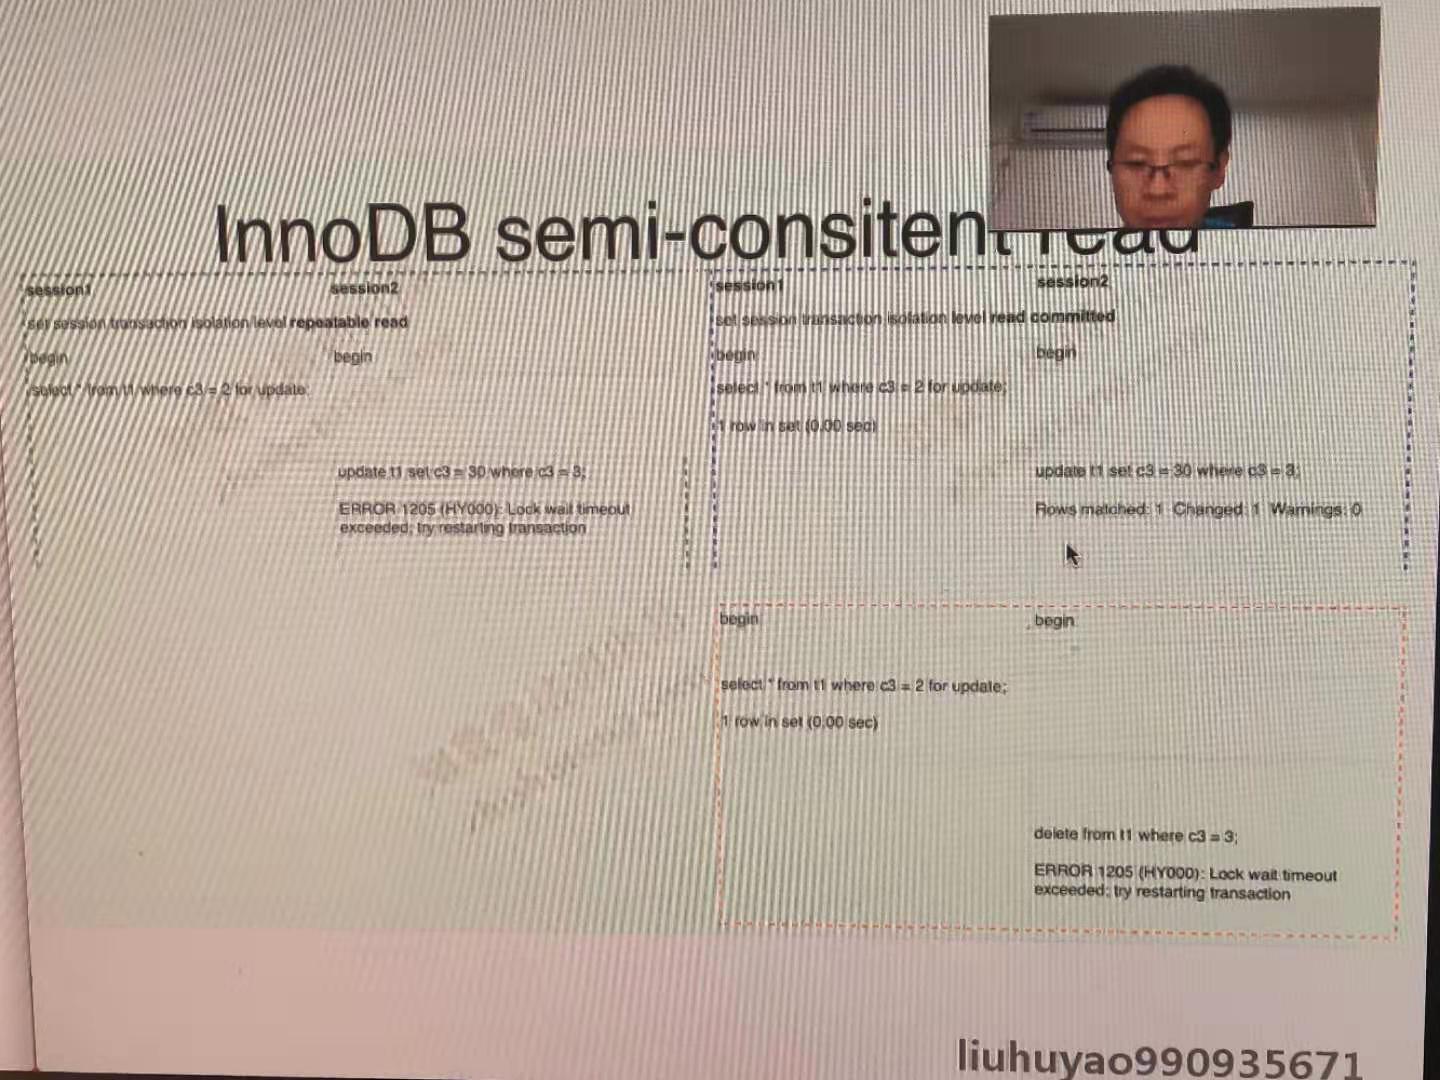 InnoDB semi-consitent read
session1 session2
set session transaction isolation level repeatable read
begin begin
select * from t1 where c3 = 2 for update;
update t1 set c3 = 30 where c3 = 3;
ERROR 1205 (HY000): Lock wait timeout
exceeded; try restarting transaction
session1 session2
set session transaction isolation level read committed
begin begin
select * from t1 where c3 = 2 for update;
1 row in set (0.00 sec)
update t1 set c3 = 30 where c3 = 3;
Rows matched: 1 Changed: 1 Warnings: 0
begin begin
select * from t1 where c3 = 2 for update;
1 row in set (0.00 sec)
delete from t1 where c3 = 3;
ERROR 1205 (HY000): Lock wait timeout
exceeded; try restarting transaction
liuhuyao990935671